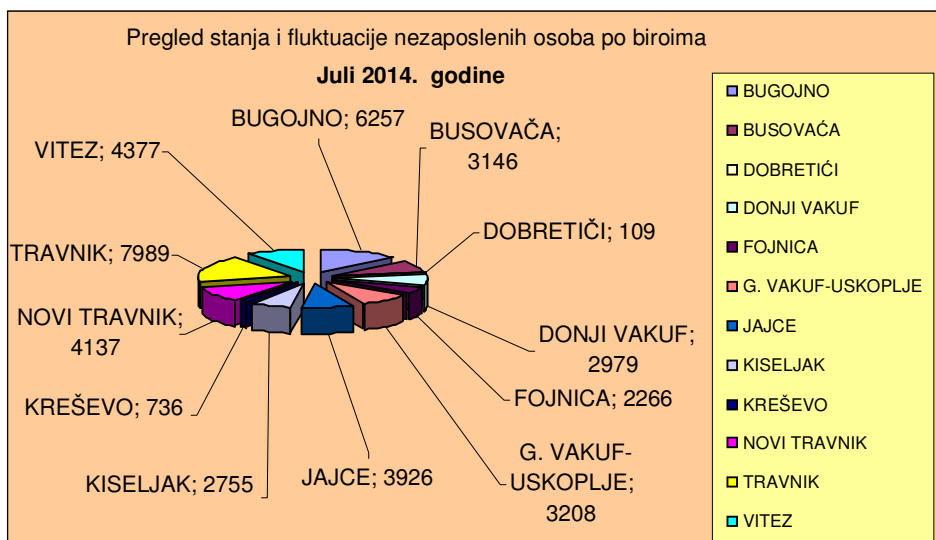 Pregled stanja i fluktuacije nezaposlenih osoba po biroima
Juli 2014.  godine
BUGOJNO; 6257
BUSOVAČA;
3146
VITEZ; 4377
DOBRETIČI; 109
TRAVNIK; 7989
NOVI TRAVNIK;
4137
DONJI VAKUF;
2979
FOJNICA; 2266
KREŠEVO; 736
G. VAKUF-
USKOPLJE;
3208
JAJCE; 3926
KISELJAK; 2755
BUGOJNO
BUSOVAĆA
DOBRETIĆI
DONJI VAKUF
FOJNICA
G. VAKUF-USKOPLJE
JAJCE
KISELJAK
KREŠEVO
NOVI TRAVNIK
TRAVNIK
VITEZ